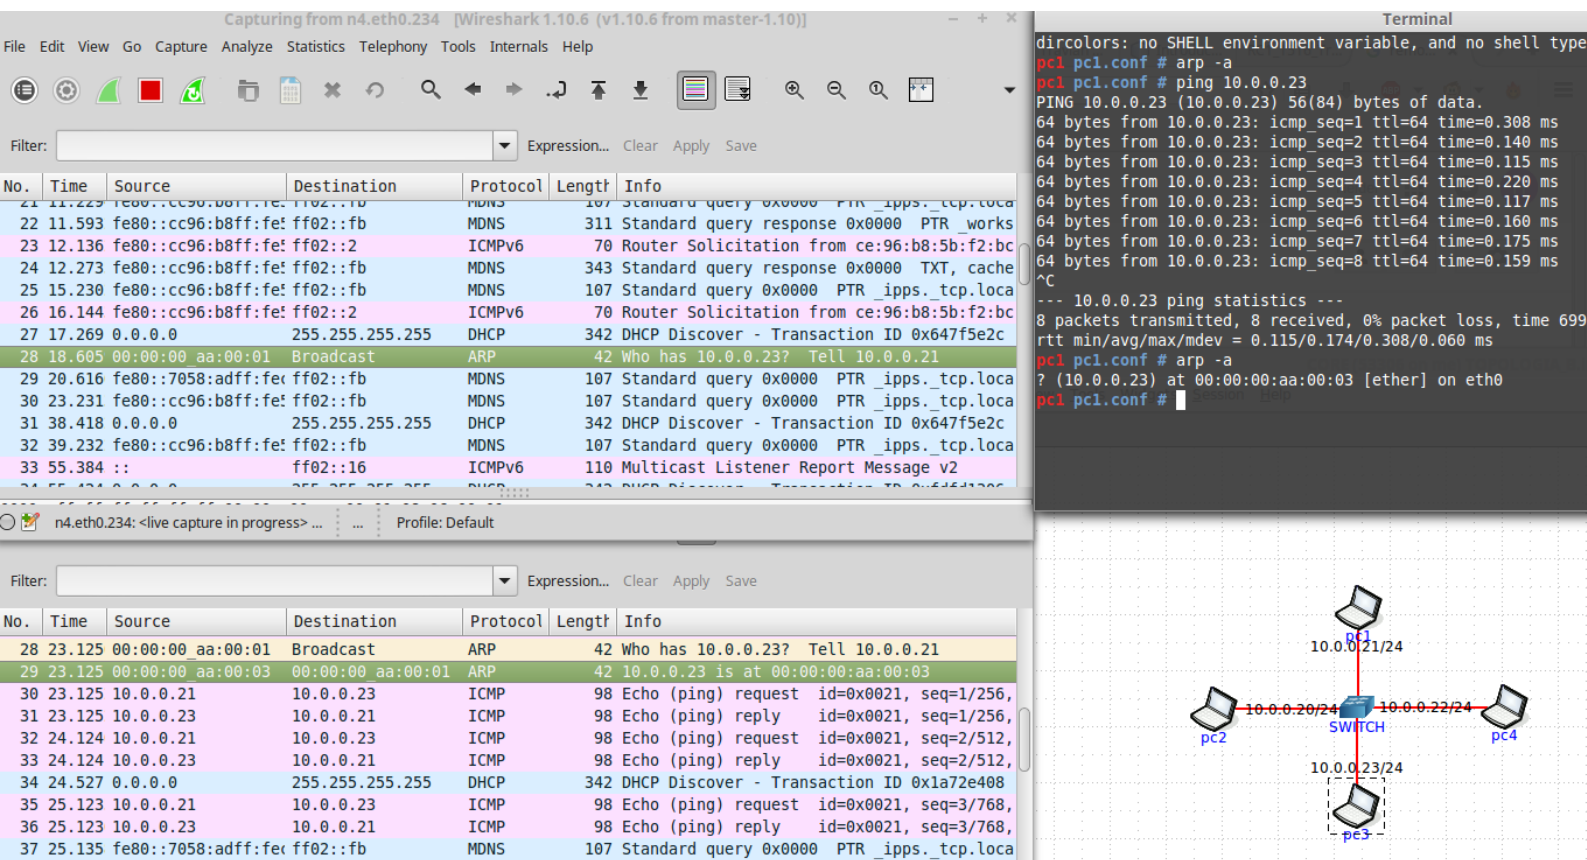 Capturing from n4.eth0.234 [Wireshark 1.10.6 (v1.10.6 from master-1.10)]
File Edit View Go Capture Analyze Statistics Telephony Tools Internals Help
Filter: Expression... Clear Apply Save
No. Time Source Destination Protocol Length Info
21 11.229 fe80::cc96:b8ff:fe5 ff02::fb MDNS 107 Standard query 0x0000 PTR _ipps._tcp.loca
22 11.593 fe80::cc96:b8ff:fe5 ff02::fb MDNS 311 Standard query response 0x0000 PTR _works
23 12.136 fe80::cc96:b8ff:fe5 ff02::2 ICMPv6 70 Router Solicitation from ce:96:b8:5b:f2:bc
24 12.273 fe80::cc96:b8ff:fe5 ff02::fb MDNS 343 Standard query response 0x0000 TXT, cache
25 15.230 fe80::cc96:b8ff:fe5 ff02::fb MDNS 107 Standard query 0x0000 PTR _ipps._tcp.loca
26 16.144 fe80::cc96:b8ff:fe5 ff02::2 ICMPv6 70 Router Solicitation from ce:96:b8:5b:f2:bc
27 17.269 0.0.0.0 255.255.255.255 DHCP 342 DHCP Discover - Transaction ID 0x647f5e2c
28 18.605 00:00:00_aa:00:01 Broadcast ARP 42 Who has 10.0.0.23? Tell 10.0.0.21
29 20.616 fe80::7058:adff:fec ff02::fb MDNS 107 Standard query 0x0000 PTR _ipps._tcp.loca
30 23.231 fe80::cc96:b8ff:fe5 ff02::fb MDNS 107 Standard query 0x0000 PTR _ipps._tcp.loca
31 38.418 0.0.0.0 255.255.255.255 DHCP 342 DHCP Discover - Transaction ID 0x647f5e2c
32 39.232 fe80::cc96:b8ff:fe5 ff02::fb MDNS 107 Standard query 0x0000 PTR _ipps._tcp.loca
33 55.384 :: ff02::16 ICMPv6 110 Multicast Listener Report Message v2
n4.eth0.234: <live capture in progress> ... ... Profile: Default
Filter: Expression... Clear Apply Save
No. Time Source Destination Protocol Length Info
28 23.125 00:00:00_aa:00:01 Broadcast ARP 42 Who has 10.0.0.23? Tell 10.0.0.21
29 23.125 00:00:00_aa:00:03 00:00:00_aa:00:01 ARP 42 10.0.0.23 is at 00:00:00:aa:00:03
30 23.125 10.0.0.21 10.0.0.23 ICMP 98 Echo (ping) request id=0x0021, seq=1/256,
31 23.125 10.0.0.23 10.0.0.21 ICMP 98 Echo (ping) reply id=0x0021, seq=1/256,
32 24.124 10.0.0.21 10.0.0.23 ICMP 98 Echo (ping) request id=0x0021, seq=2/512,
33 24.124 10.0.0.23 10.0.0.21 ICMP 98 Echo (ping) reply id=0x0021, seq=2/512,
34 24.527 0.0.0.0 255.255.255.255 DHCP 342 DHCP Discover - Transaction ID 0x1a72e408
35 25.123 10.0.0.21 10.0.0.23 ICMP 98 Echo (ping) request id=0x0021, seq=3/768,
36 25.123 10.0.0.23 10.0.0.21 ICMP 98 Echo (ping) reply id=0x0021, seq=3/768,
37 25.135 fe80::7058:adff:fec ff02::fb MDNS 107 Standard query 0x0000 PTR _ipps._tcp.loca
Terminal
dircolors: no SHELL environment variable, and no shell type
pc1 pc1.conf # arp -a
pc1 pc1.conf # ping 10.0.0.23
PING 10.0.0.23 (10.0.0.23) 56(84) bytes of data.
64 bytes from 10.0.0.23: icmp_seq=1 ttl=64 time=0.308 ms
64 bytes from 10.0.0.23: icmp_seq=2 ttl=64 time=0.140 ms
64 bytes from 10.0.0.23: icmp_seq=3 ttl=64 time=0.115 ms
64 bytes from 10.0.0.23: icmp_seq=4 ttl=64 time=0.220 ms
64 bytes from 10.0.0.23: icmp_seq=5 ttl=64 time=0.117 ms
64 bytes from 10.0.0.23: icmp_seq=6 ttl=64 time=0.160 ms
64 bytes from 10.0.0.23: icmp_seq=7 ttl=64 time=0.175 ms
64 bytes from 10.0.0.23: icmp_seq=8 ttl=64 time=0.159 ms
^C
--- 10.0.0.23 ping statistics ---
8 packets transmitted, 8 received, 0% packet loss, time 699
rtt min/avg/max/mdev = 0.115/0.174/0.308/0.060 ms
pc1 pc1.conf # arp -a
? (10.0.0.23) at 00:00:00:aa:00:03 [ether] on eth0
pc1 pc1.conf #
pc1
10.0.0.21/24
10.0.0.20/24
10.0.0.22/24
pc2
SWITCH
pc4
10.0.0.23/24
pc3